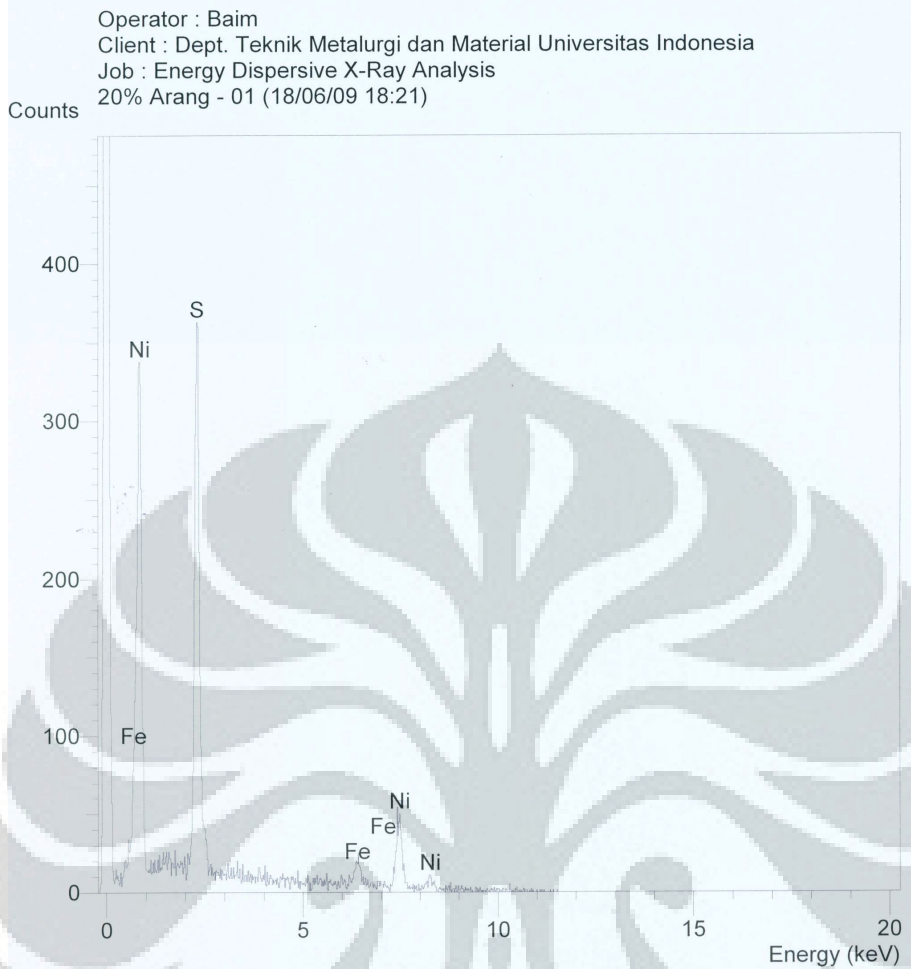 Operator : Baim
Client : Dept. Teknik Metalurgi dan Material Universitas Indonesia
Job : Energy Dispersive X-Ray Analysis
20% Arang - 01 (18/06/09 18:21)
Counts
400
S
Ni
300
200
100
Fe
Ni
Fe
Fe
Ni
0
0 5 10 15 20
Energy (keV)